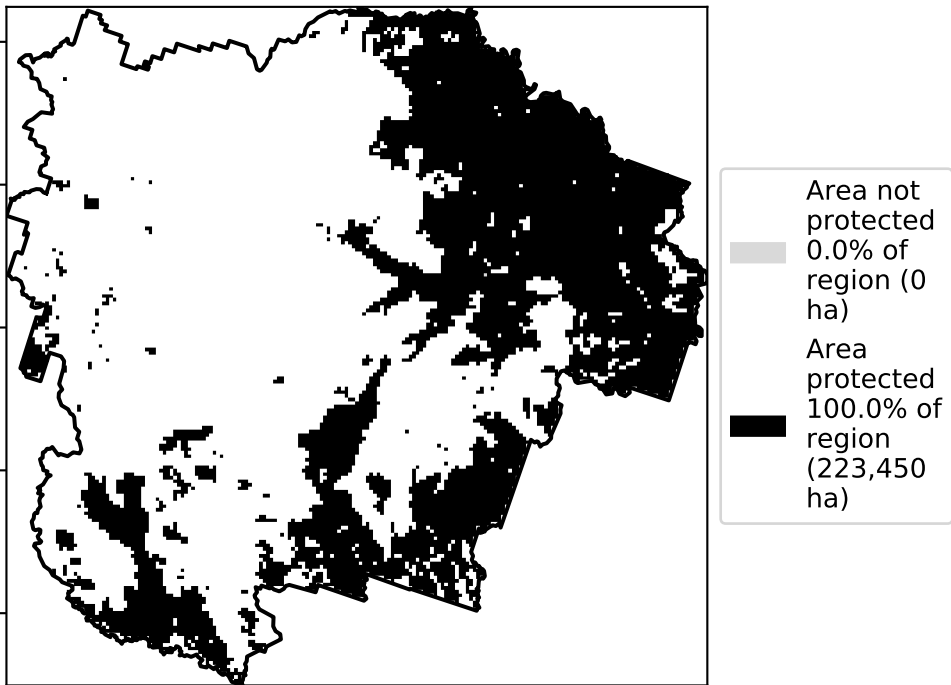 Area not
protected
0.0% of
region (0
ha)
Area
protected
100.0% of
region
(223,450
ha)